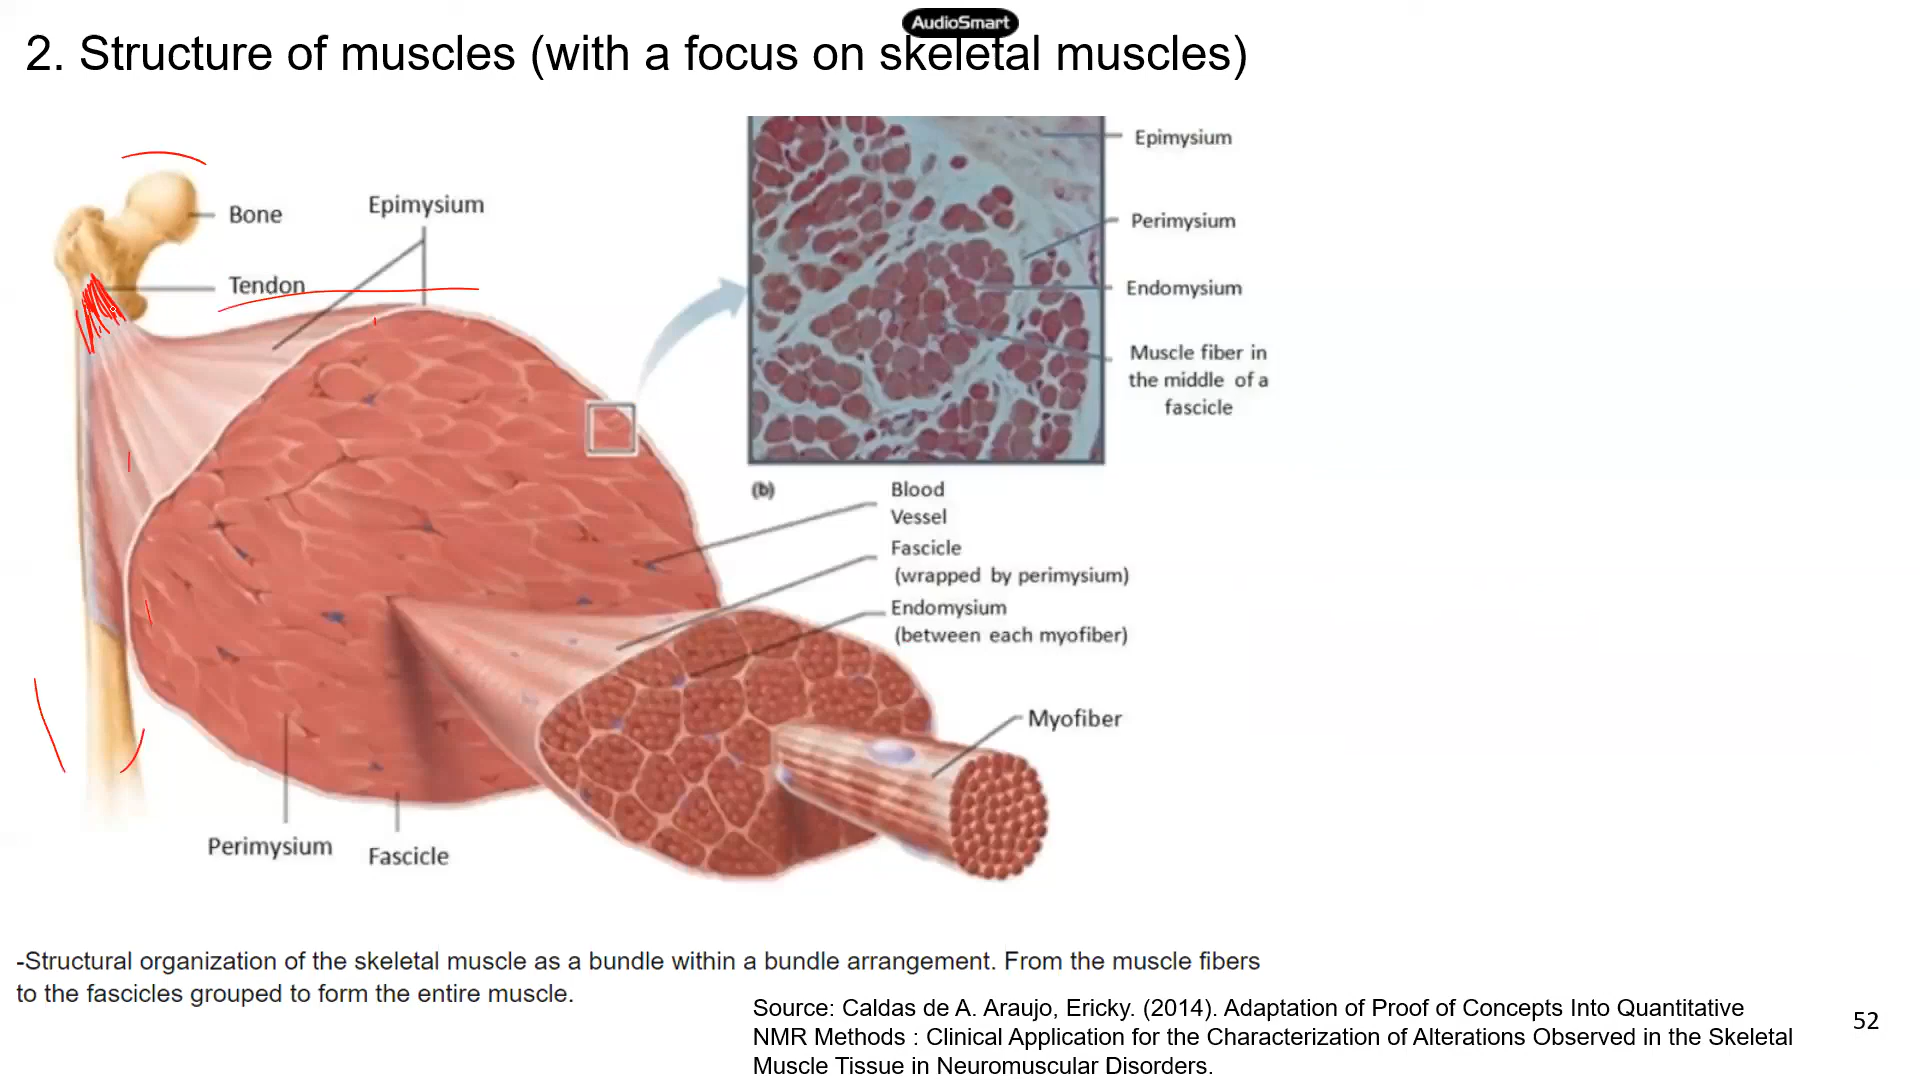 AudioSmart
2. Structure of muscles (with a focus on skeletal muscles)
Bone
Epimysium
Tendon
Epimysium
Perimysium
Endomysium
Muscle fiber in
the middle of a
fascicle
(b)
Blood
Vessel
Fascicle
(wrapped by perimysium)
Endomysium
(between each myofiber)
Myofiber
Perimysium
Fascicle
-Structural organization of the skeletal muscle as a bundle within a bundle arrangement. From the muscle fibers
to the fascicles grouped to form the entire muscle.
Source: Caldas de A. Araujo, Ericky. (2014). Adaptation of Proof of Concepts Into Quantitative
NMR Methods : Clinical Application for the Characterization of Alterations Observed in the Skeletal
Muscle Tissue in Neuromuscular Disorders.
52